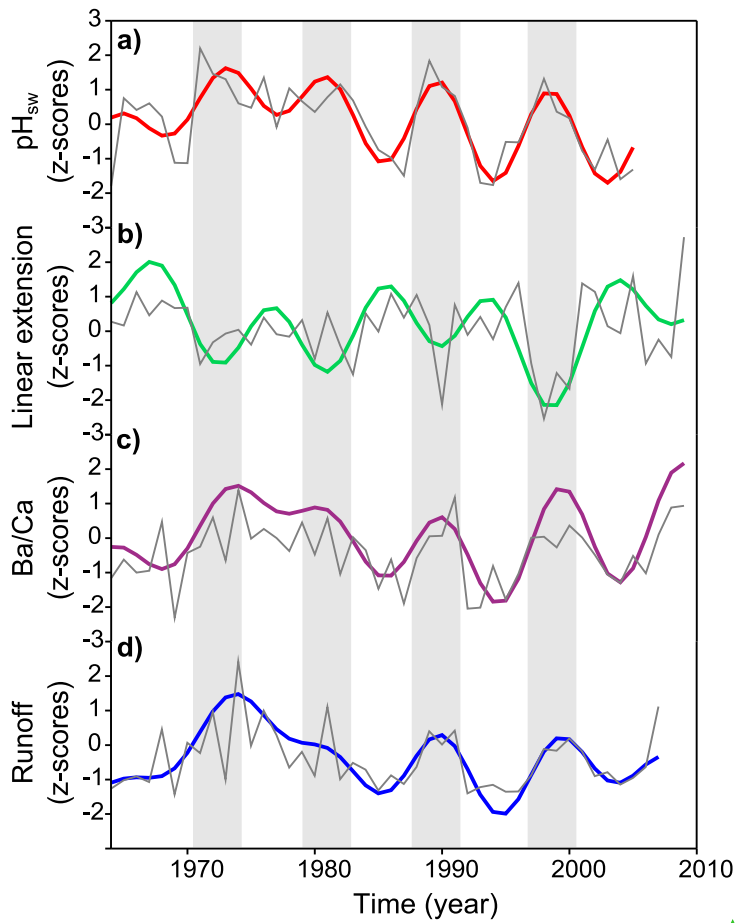 a)
3
2
1
0
-1
-2
-3
pH_sw
(z-scores)
b)
2
1
0
-1
-2
-3
Linear extension
(z-scores)
c)
2
1
0
-1
-2
-3
Ba/Ca
(z-scores)
d)
2
1
0
-1
-2
Runoff
(z-scores)
1970 1980 1990 2000 2010
Time (year)